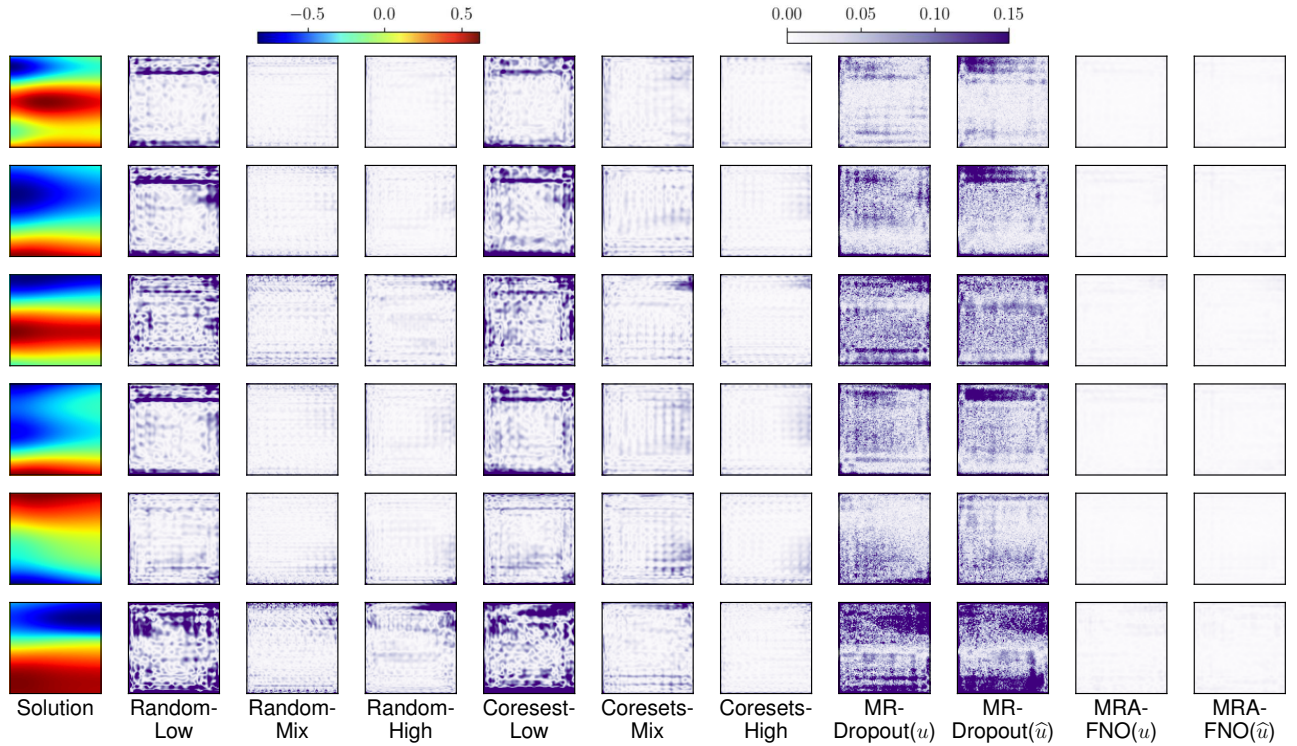 −0.5 0.0 0.5 0.00 0.05 0.10 0.15
Solution Random- Random- Random- Coresest- Coresets- Coresets- MR- MR- MRA- MRA-
Low Mix High Low Mix High Dropout(u) Dropout(û) FNO(u) FNO(û)